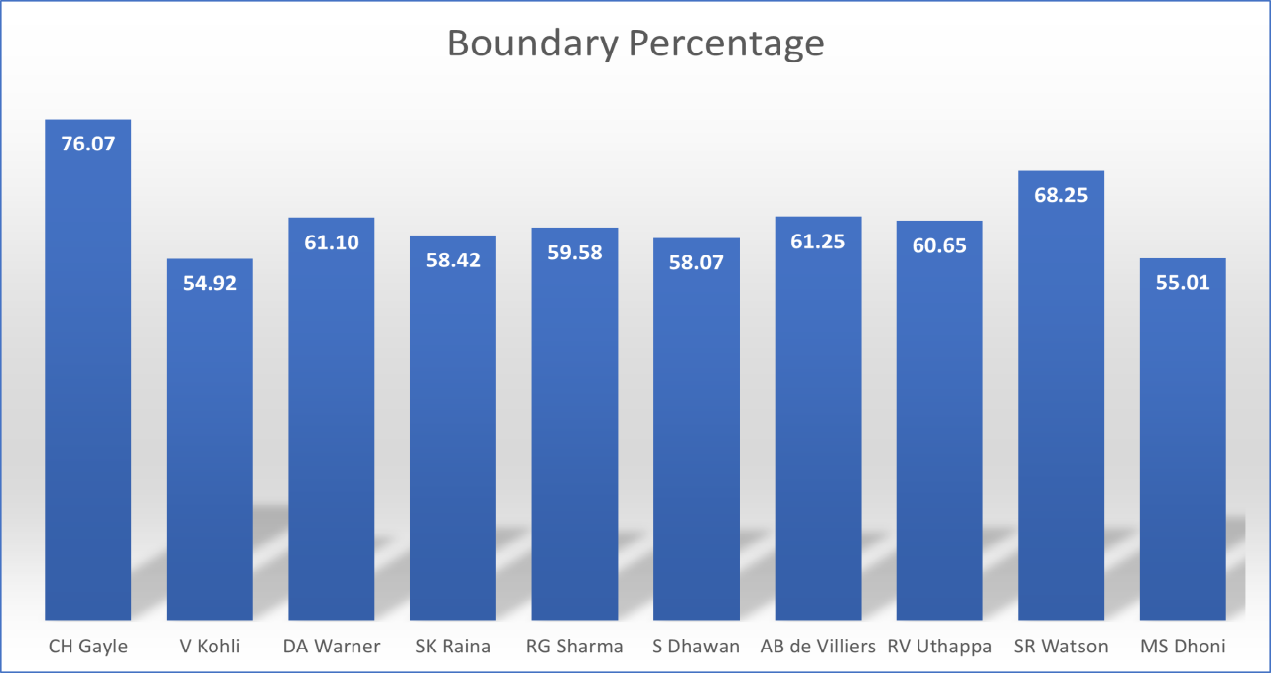 Boundary Percentage
76.07
54.92
61.10
58.42
59.58
58.07
61.25
60.65
68.25
55.01
CH Gayle
V Kohli
DA Warner
SK Raina
RG Sharma
S Dhawan
AB de Villiers
RV Uthappa
SR Watson
MS Dhoni